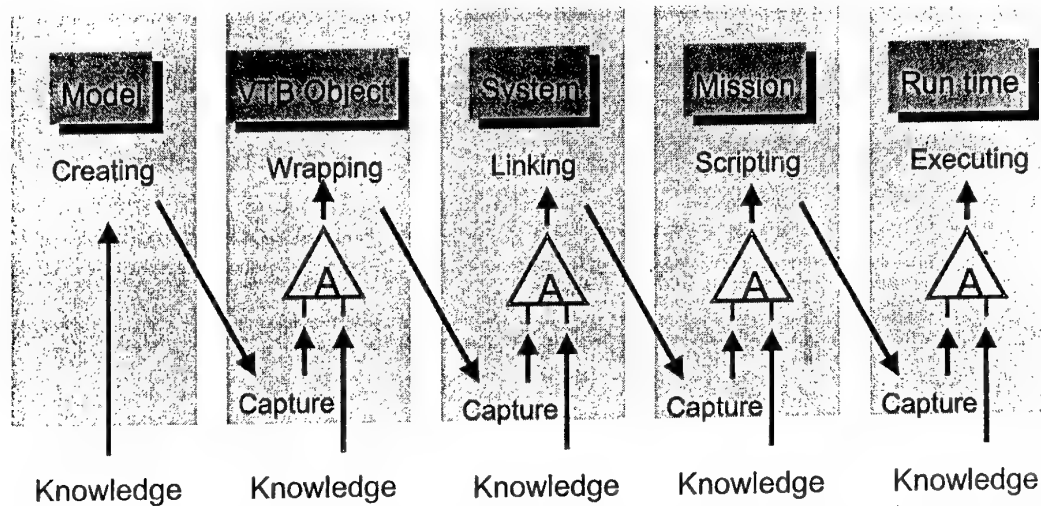 Model VTB Object System Mission Run time
Creating Wrapping Linking Scripting Executing
A A A A
Capture Capture Capture Capture
Knowledge Knowledge Knowledge Knowledge Knowledge